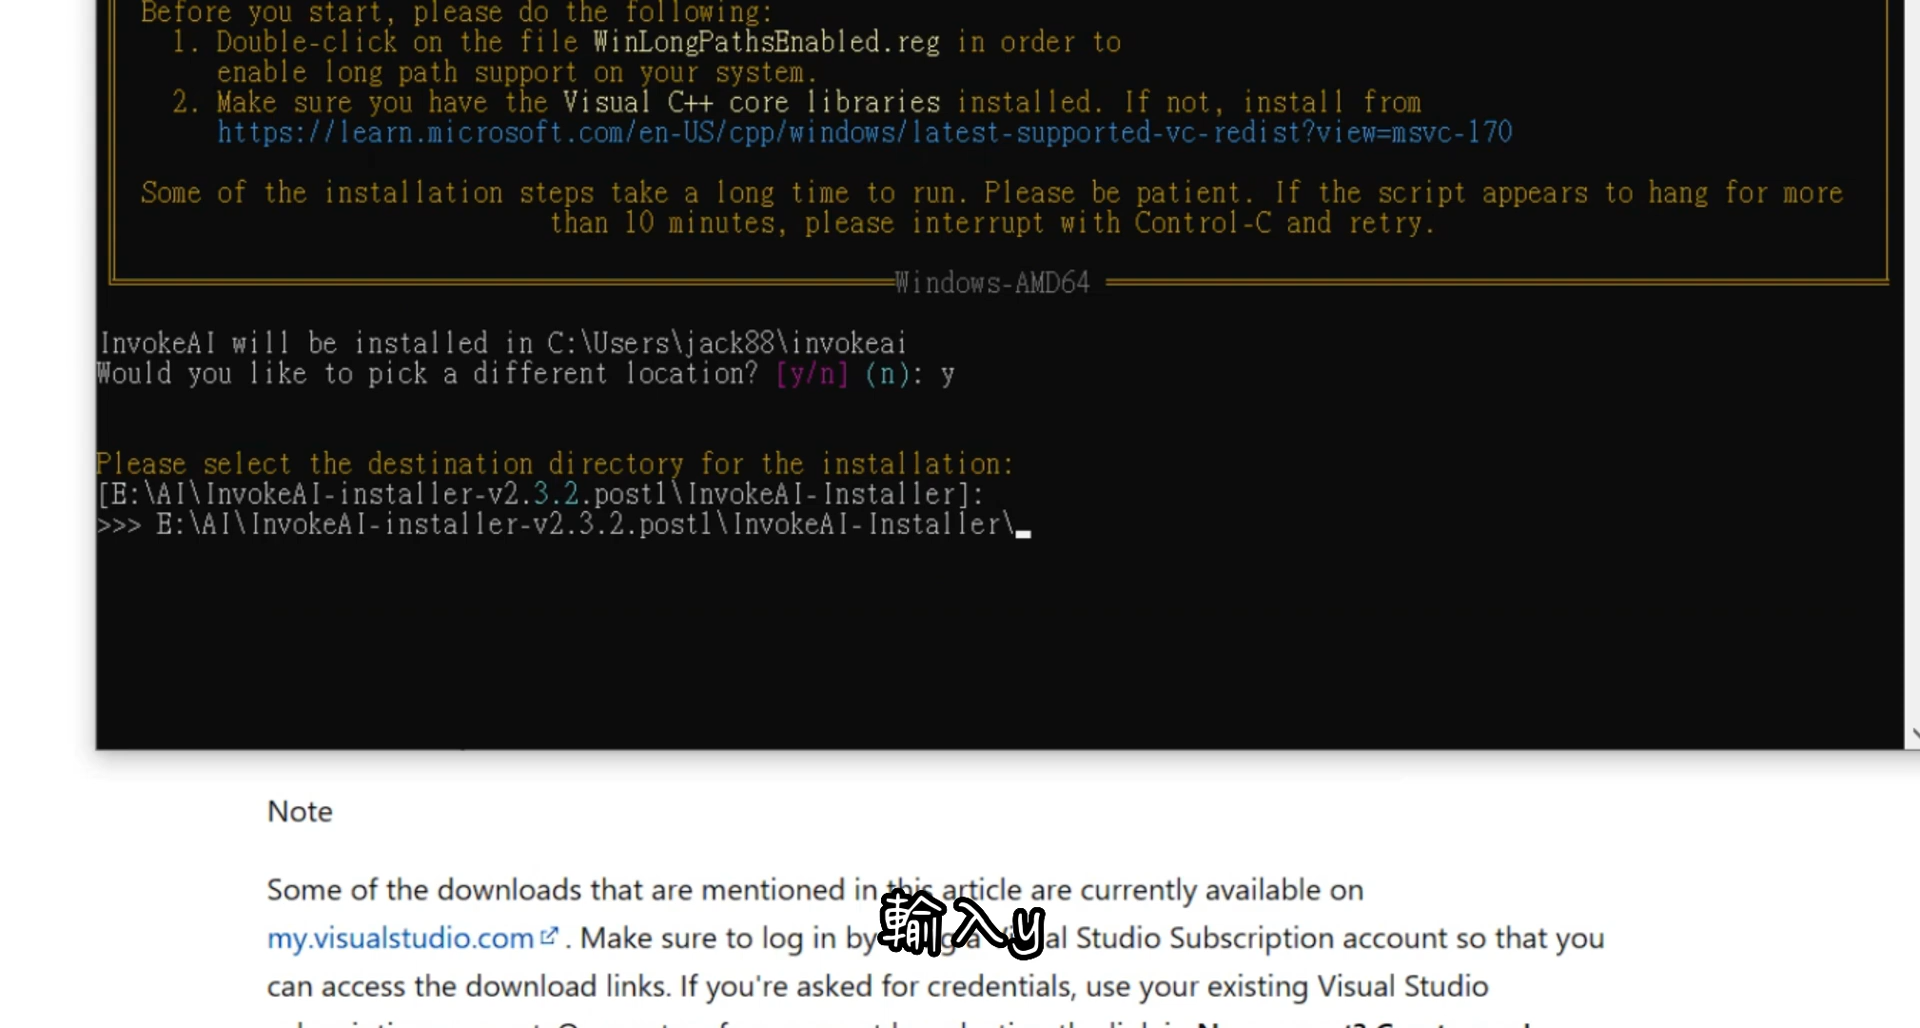 Before you start, please do the following:
1. Double-click on the file WinLongPathsEnabled.reg in order to
enable long path support on your system.
2. Make sure you have the Visual C++ core libraries installed. If not, install from
https://learn.microsoft.com/en-US/cpp/windows/latest-supported-vc-redist?view=msvc-170
Some of the installation steps take a long time to run. Please be patient. If the script appears to hang for more
than 10 minutes, please interrupt with Control-C and retry.
Windows-AMD64
InvokeAI will be installed in C:\Users\jack88\invokeai
Would you like to pick a different location? [y/n] (n): y
Please select the destination directory for the installation:
[E:\AI\InvokeAI-installer-v2.3.2.post1\InvokeAI-Installer]:
>>> E:\AI\InvokeAI-installer-v2.3.2.post1\InvokeAI-Installer\
Note
Some of the downloads that are mentioned in this article are currently available on
my.visualstudio.com . Make sure to log in by a al Studio Subscription account so that you
輸入y
can access the download links. If you're asked for credentials, use your existing Visual Studio